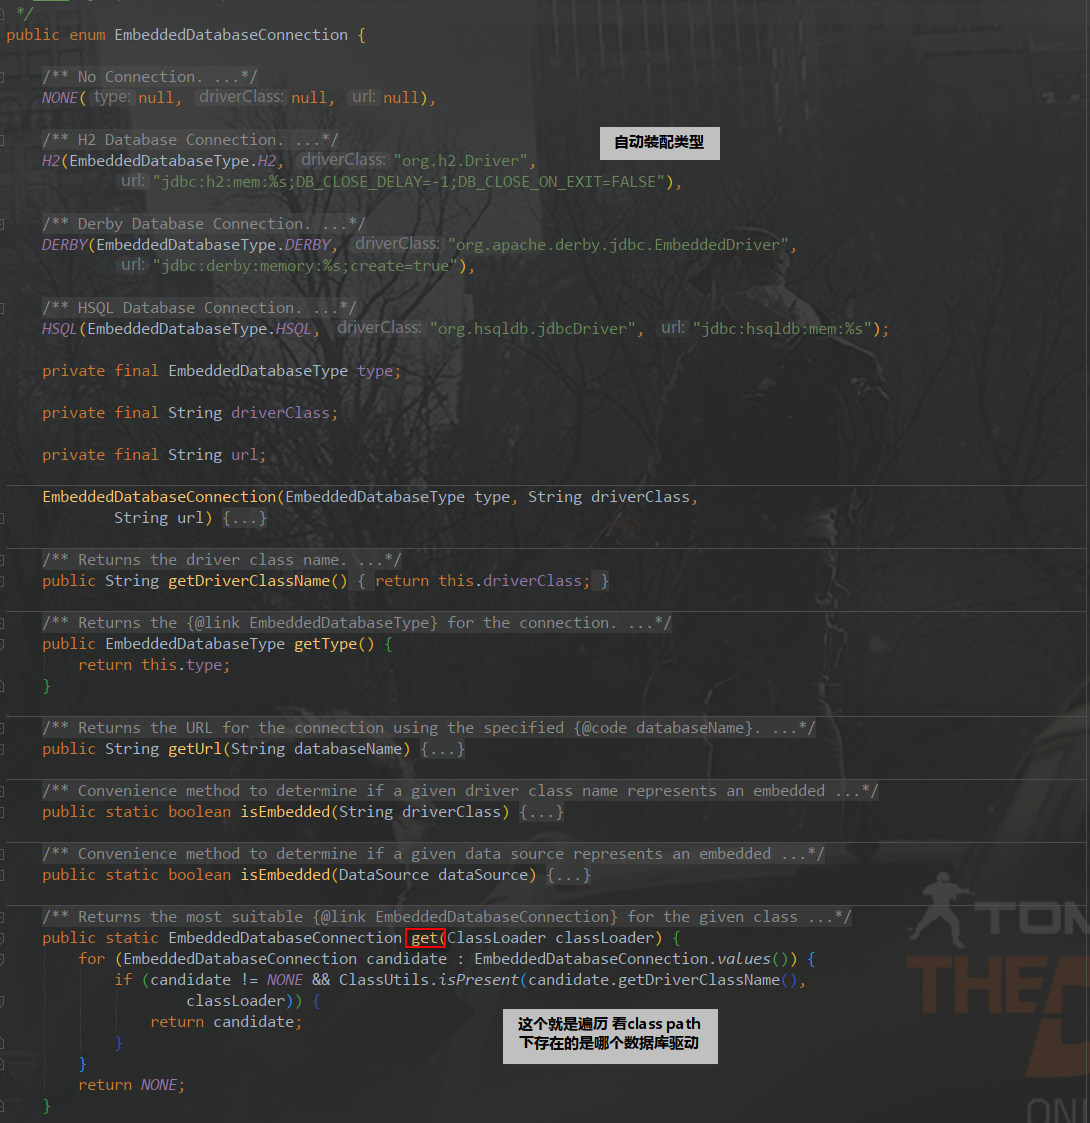 */
public enum EmbeddedDatabaseConnection {
/** No Connection. ...*/
NONE( type: null, driverClass: null, url: null),
/** H2 Database Connection. ...*/
自动装配类型
H2(EmbeddedDatabaseType.H2, driverClass: "org.h2.Driver",
url: "jdbc:h2:mem:%s;DB_CLOSE_DELAY=-1;DB_CLOSE_ON_EXIT=FALSE"),
/** Derby Database Connection. ...*/
DERBY(EmbeddedDatabaseType.DERBY, driverClass: "org.apache.derby.jdbc.EmbeddedDriver",
url: "jdbc:derby:memory:%s;create=true"),
/** HSQL Database Connection. ...*/
HSQL(EmbeddedDatabaseType.HSQL, driverClass: "org.hsqldb.jdbcDriver", url: "jdbc:hsqldb:mem:%s");
private final EmbeddedDatabaseType type;
private final String driverClass;
private final String url;
EmbeddedDatabaseConnection(EmbeddedDatabaseType type, String driverClass,
String url) {...}
/** Returns the driver class name. ...*/
public String getDriverClassName() { return this.driverClass; }
/** Returns the {@link EmbeddedDatabaseType} for the connection. ...*/
public EmbeddedDatabaseType getType() {
return this.type;
}
/** Returns the URL for the connection using the specified {@code databaseName}. ...*/
public String getUrl(String databaseName) {...}
/** Convenience method to determine if a given driver class name represents an embedded ...*/
public static boolean isEmbedded(String driverClass) {...}
/** Convenience method to determine if a given data source represents an embedded ...*/
public static boolean isEmbedded(DataSource dataSource) {...}
/** Returns the most suitable {@link EmbeddedDatabaseConnection} for the given class ...*/
public static EmbeddedDatabaseConnection get(ClassLoader classLoader) {
for (EmbeddedDatabaseConnection candidate : EmbeddedDatabaseConnection.values()) {
if (candidate != NONE && ClassUtils.isPresent(candidate.getDriverClassName(),
classLoader)) {
return candidate;
这个就是遍历 看class path
下存在的是哪个数据库驱动
}
}
return NONE;
}
TOM
THE